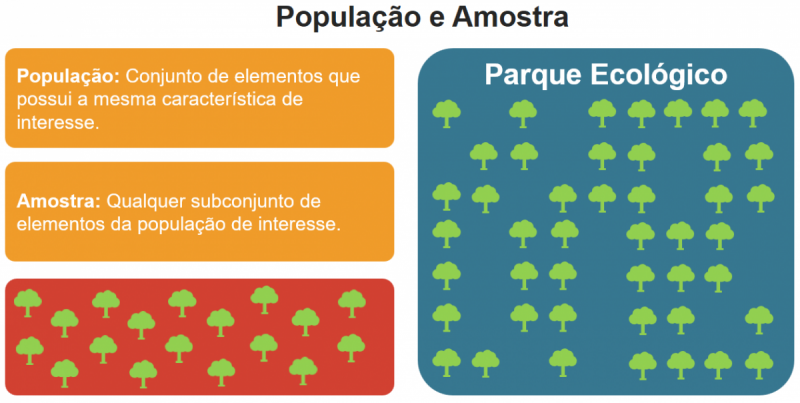 População e Amostra
População: Conjunto de elementos que
possui a mesma característica de
interesse.
Amostra: Qualquer subconjunto de
elementos da população de interesse.
Parque Ecológico